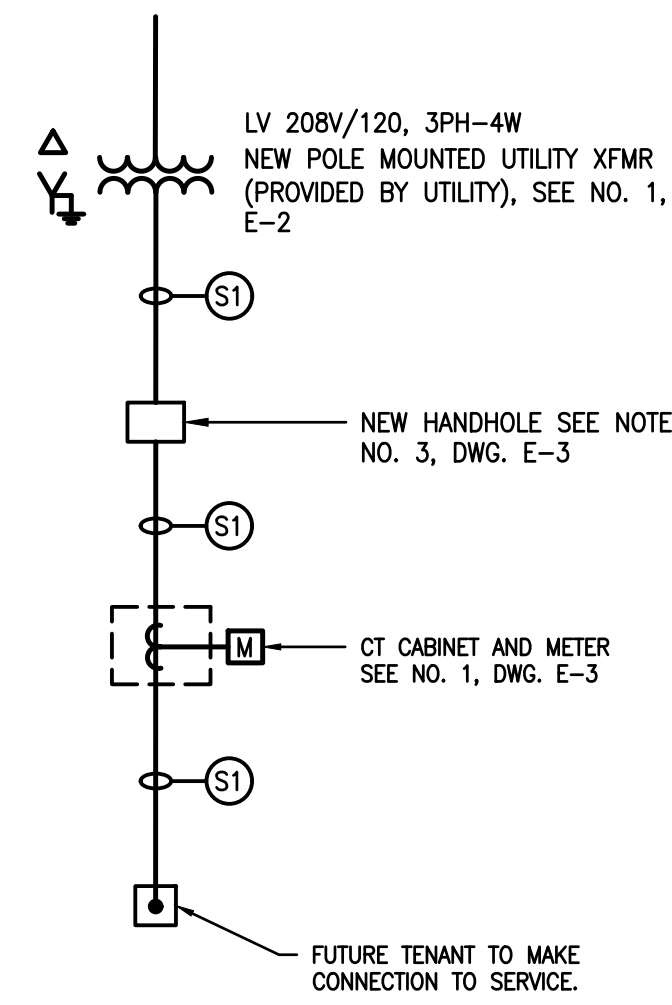 LV 208V/120, 3PH-4W
NEW POLE MOUNTED UTILITY XFMR
(PROVIDED BY UTILITY), SEE NO. 1,
E-2
S1
NEW HANDHOLE SEE NOTE
NO. 3, DWG. E-3
S1
M
CT CABINET AND METER
SEE NO. 1, DWG. E-3
S1
FUTURE TENANT TO MAKE
CONNECTION TO SERVICE.